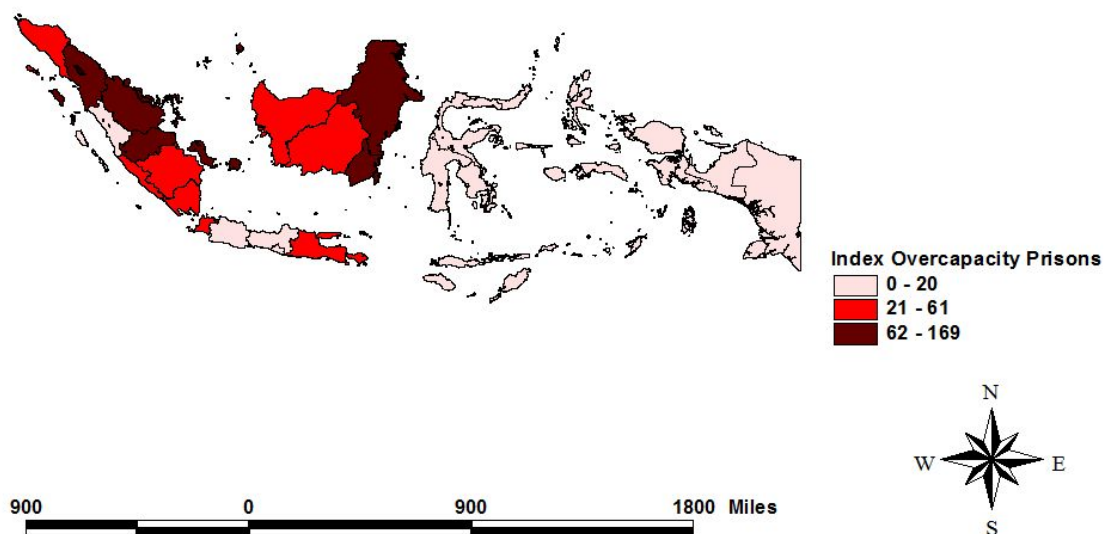 Index Overcapacity Prisons
0 - 20
21 - 61
62 - 169
N
W
E
S
900 0 900 1800 Miles